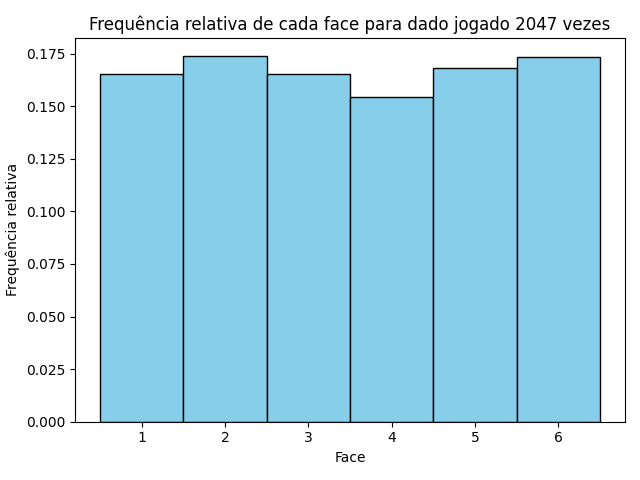 Frequência relativa de cada face para dado jogado 2047 vezes
0.175
0.150
0.125
0.100
0.075
0.050
0.025
0.000
Frequência relativa
1 2 3 4 5 6
Face